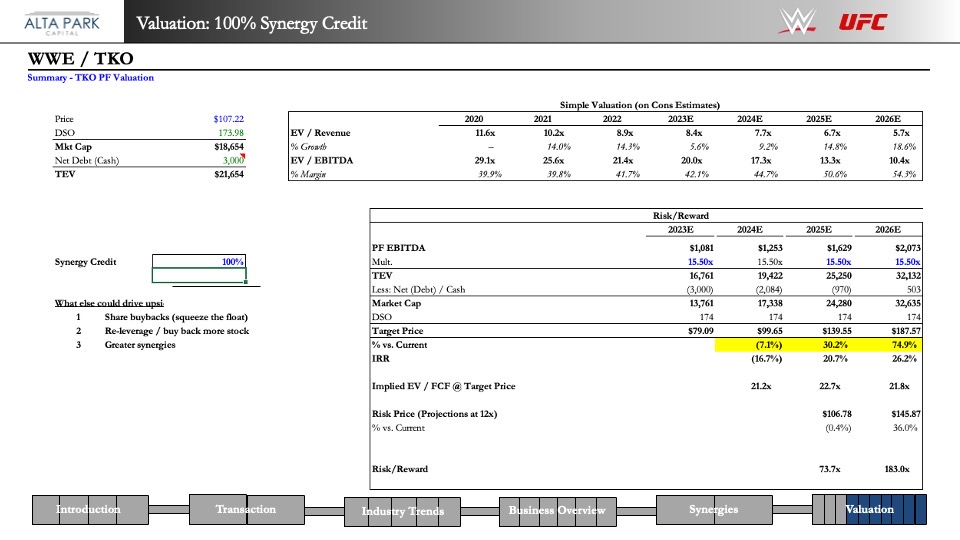 ALTA PARK
CAPITAL
Valuation: 100% Synergy Credit
W
UFC
WWE / TKO
Summary - TKO PF Valuation
Simple Valuation (on Cons Estimates)
Price $107.22 2020 2021 2022 2023E 2024E 2025E 2026E
DSO 173.98 EV / Revenue 11.6x 10.2x 8.9x 8.4x 7.7x 6.7x 5.7x
Mkt Cap $18,654 % Growth – 14.0% 14.3% 5.6% 9.2% 14.8% 18.6%
Net Debt (Cash) 3,000 EV / EBITDA 29.1x 25.6x 21.4x 20.0x 17.3x 13.3x 10.4x
TEV $21,654 % Margin 39.9% 39.8% 41.7% 42.1% 44.7% 50.6% 54.3%
Risk/Reward
2023E 2024E 2025E 2026E
PF EBITDA $1,081 $1,253 $1,629 $2,073
Synergy Credit 100% Mult. 15.50x 15.50x 15.50x 15.50x
TEV 16,761 19,422 25,250 32,132
Less: Net (Debt) / Cash (3,000) (2,084) (970) 503
What else could drive upsi: Market Cap 13,761 17,338 24,280 32,635
1 Share buybacks (squeeze the float) DSO 174 174 174 174
2 Re-leverage / buy back more stock Target Price $79.09 $99.65 $139.55 $187.57
3 Greater synergies % vs. Current (7.1%) 30.2% 74.9%
IRR (16.7%) 20.7% 26.2%
Implied EV / FCF @ Target Price 21.2x 22.7x 21.8x
Risk Price (Projections at 12x) $106.78 $145.87
% vs. Current (0.4%) 36.0%
Risk/Reward 73.7x 183.0x
Introduction Transaction Industry Trends Business Overview Synergies Valuation